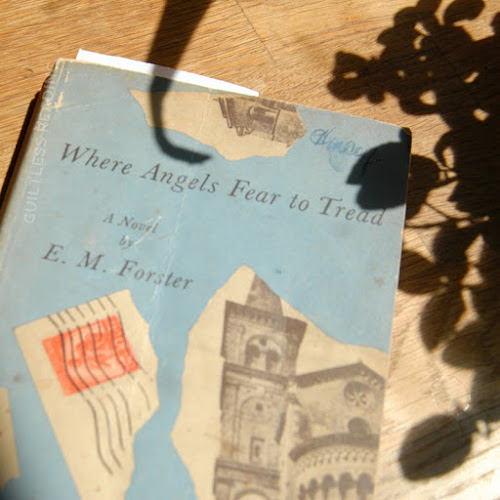 Where Angels Fear to Tread
A Novel
by
E. M. Forster
GUILTLESS READING